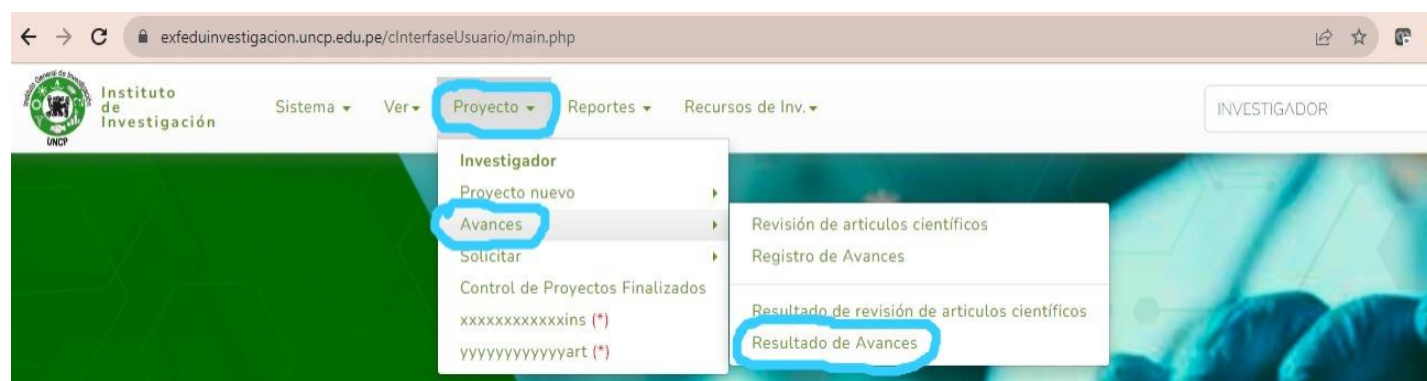 exfeduinvestigacion.uncp.edu.pe/cInterfaseUsuario/main.php
Instituto
de
Investigación
UNCP
Sistema
Ver
Proyecto
Reportes
Recursos de Inv.
INVESTIGADOR
Investigador
Proyecto nuevo
Avances
Solicitar
Control de Proyectos Finalizados
xxxxxxxxxxxxins (*)
yyyyyyyyyyyyart (*)
Revisión de articulos científicos
Registro de Avances
Resultado de revisión de articulos científicos
Resultado de Avances